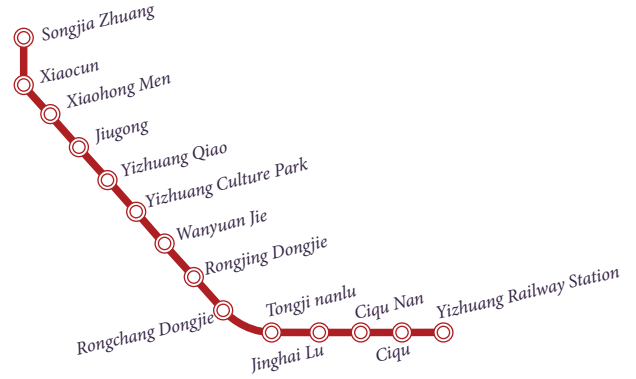 Songjia Zhuang
Xiaocun
Xiaohong Men
Jiugong
Yizhuang Qiao
Yizhuang Culture Park
Wanyuan Jie
Rongjing Dongjie
Rongchang Dongjie
Tongji nanlu
Jinghai Lu
Ciqu Nan
Ciqu
Yizhuang Railway Station